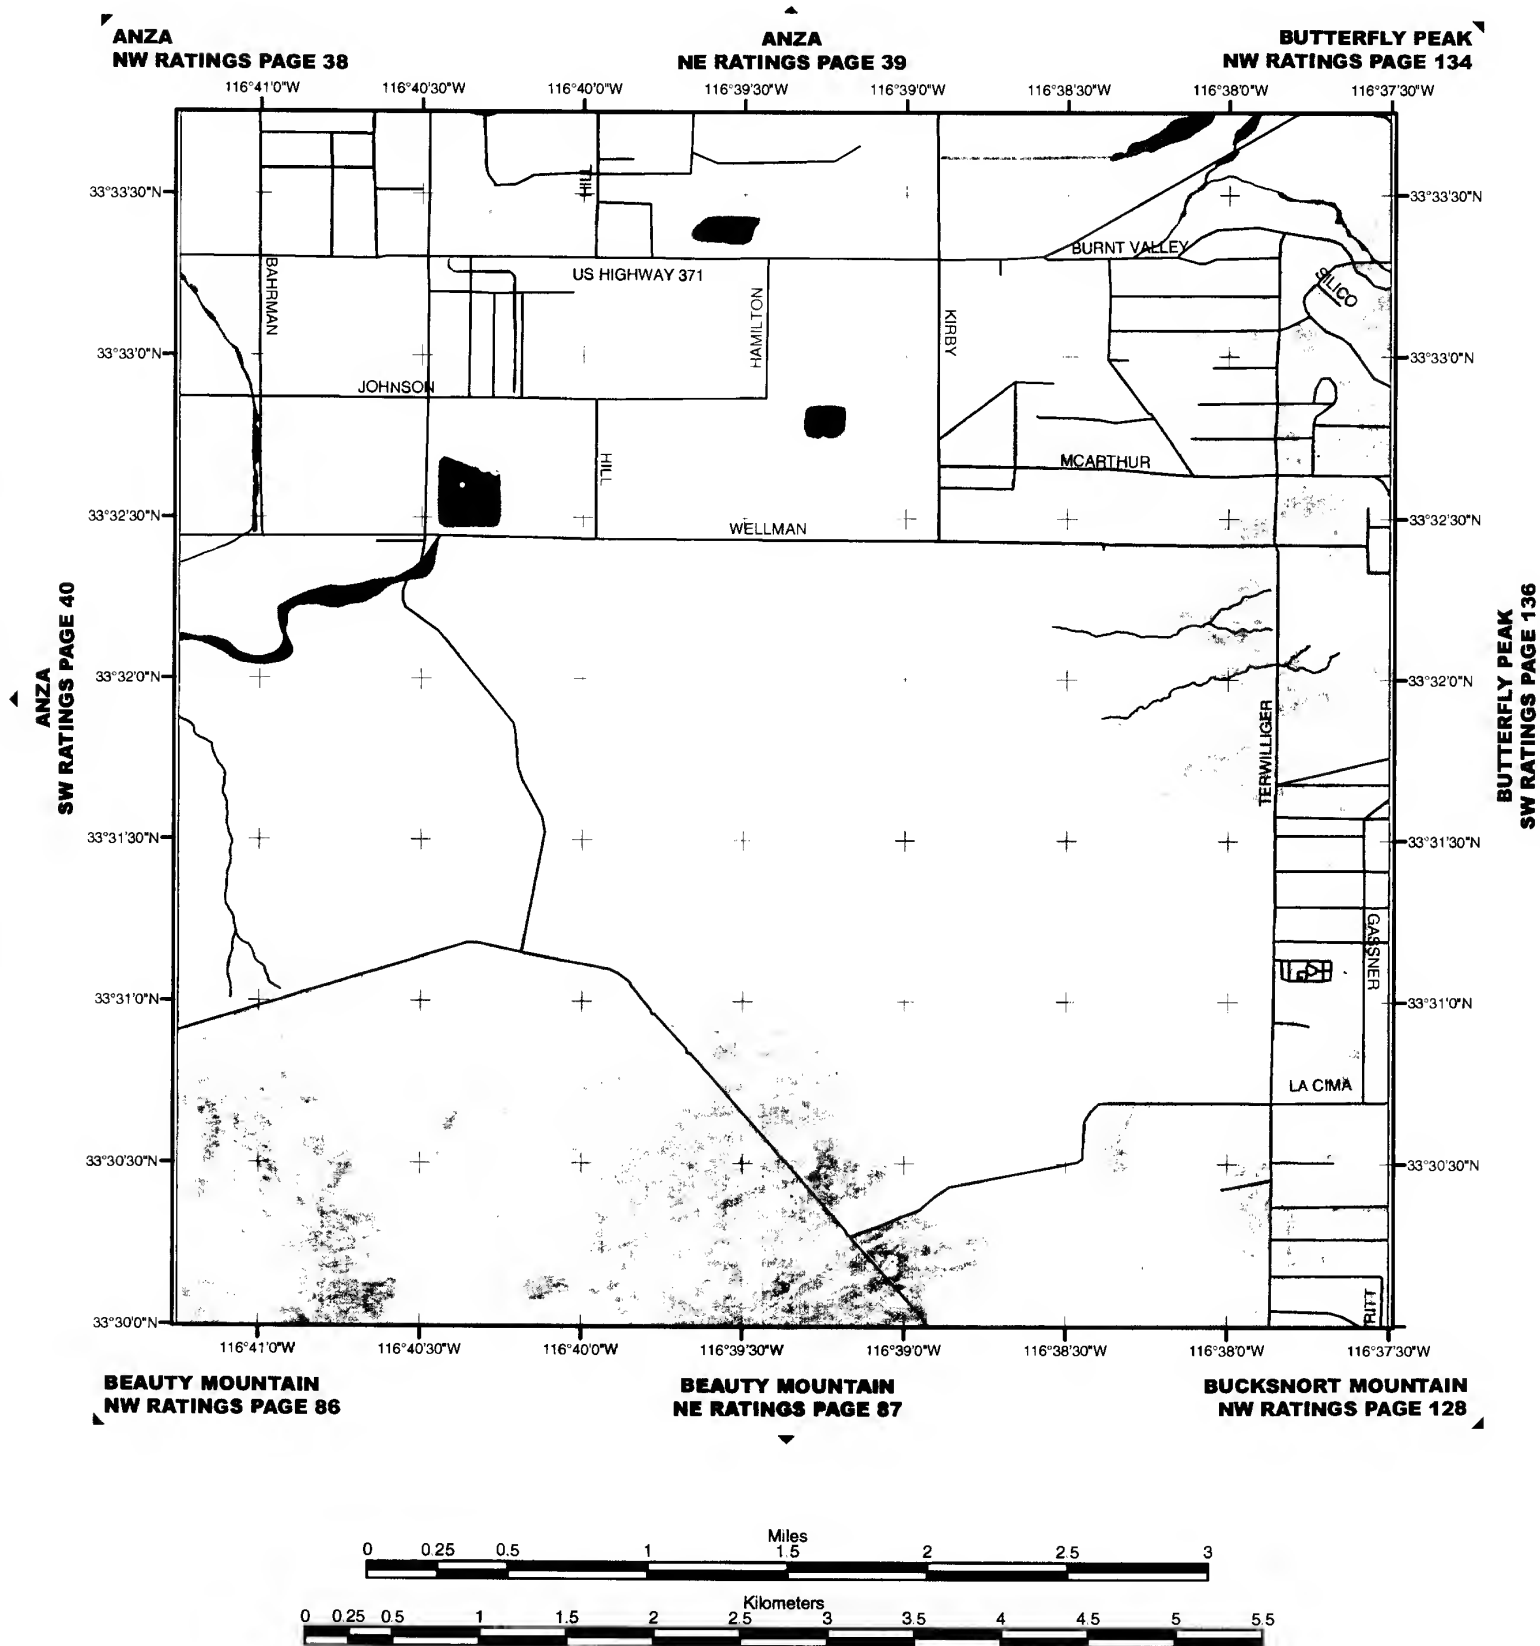 ANZA
NW RATINGS PAGE 38
ANZA
NE RATINGS PAGE 39
BUTTERFLY PEAK
NW RATINGS PAGE 134
116°41'0"W
116°40'30"W
116°40'0"W
116°39'30"W
116°39'0"W
116°38'30"W
116°38'0"W
116°37'30"W
33°33'30"N
33°33'30"N
HILL
BURNT VALLEY
US HIGHWAY 371
BAHRMAN
SILICO
HAMILTON
KIRBY
33°33'0"N
33°33'0"N
JOHNSON
MCARTHUR
HILL
33°32'30"N
33°32'30"N
WELLMAN
ANZA
SW RATINGS PAGE 40
BUTTERFLY PEAK
SW RATINGS PAGE 136
33°32'0"N
33°32'0"N
TERWILLIGER
33°31'30"N
33°31'30"N
GASSNER
33°31'0"N
33°31'0"N
LA CIMA
33°30'30"N
33°30'30"N
RITT
33°30'0"N
116°41'0"W
116°40'30"W
116°40'0"W
116°39'30"W
116°39'0"W
116°38'30"W
116°38'0"W
116°37'30"W
BEAUTY MOUNTAIN
NW RATINGS PAGE 86
BEAUTY MOUNTAIN
NE RATINGS PAGE 87
BUCKSNORT MOUNTAIN
NW RATINGS PAGE 128
Miles
0 0.25 0.5 1 1.5 2 2.5 3
Kilometers
0 0.25 0.5 1 1.5 2 2.5 3 3.5 4 4.5 5 5.5